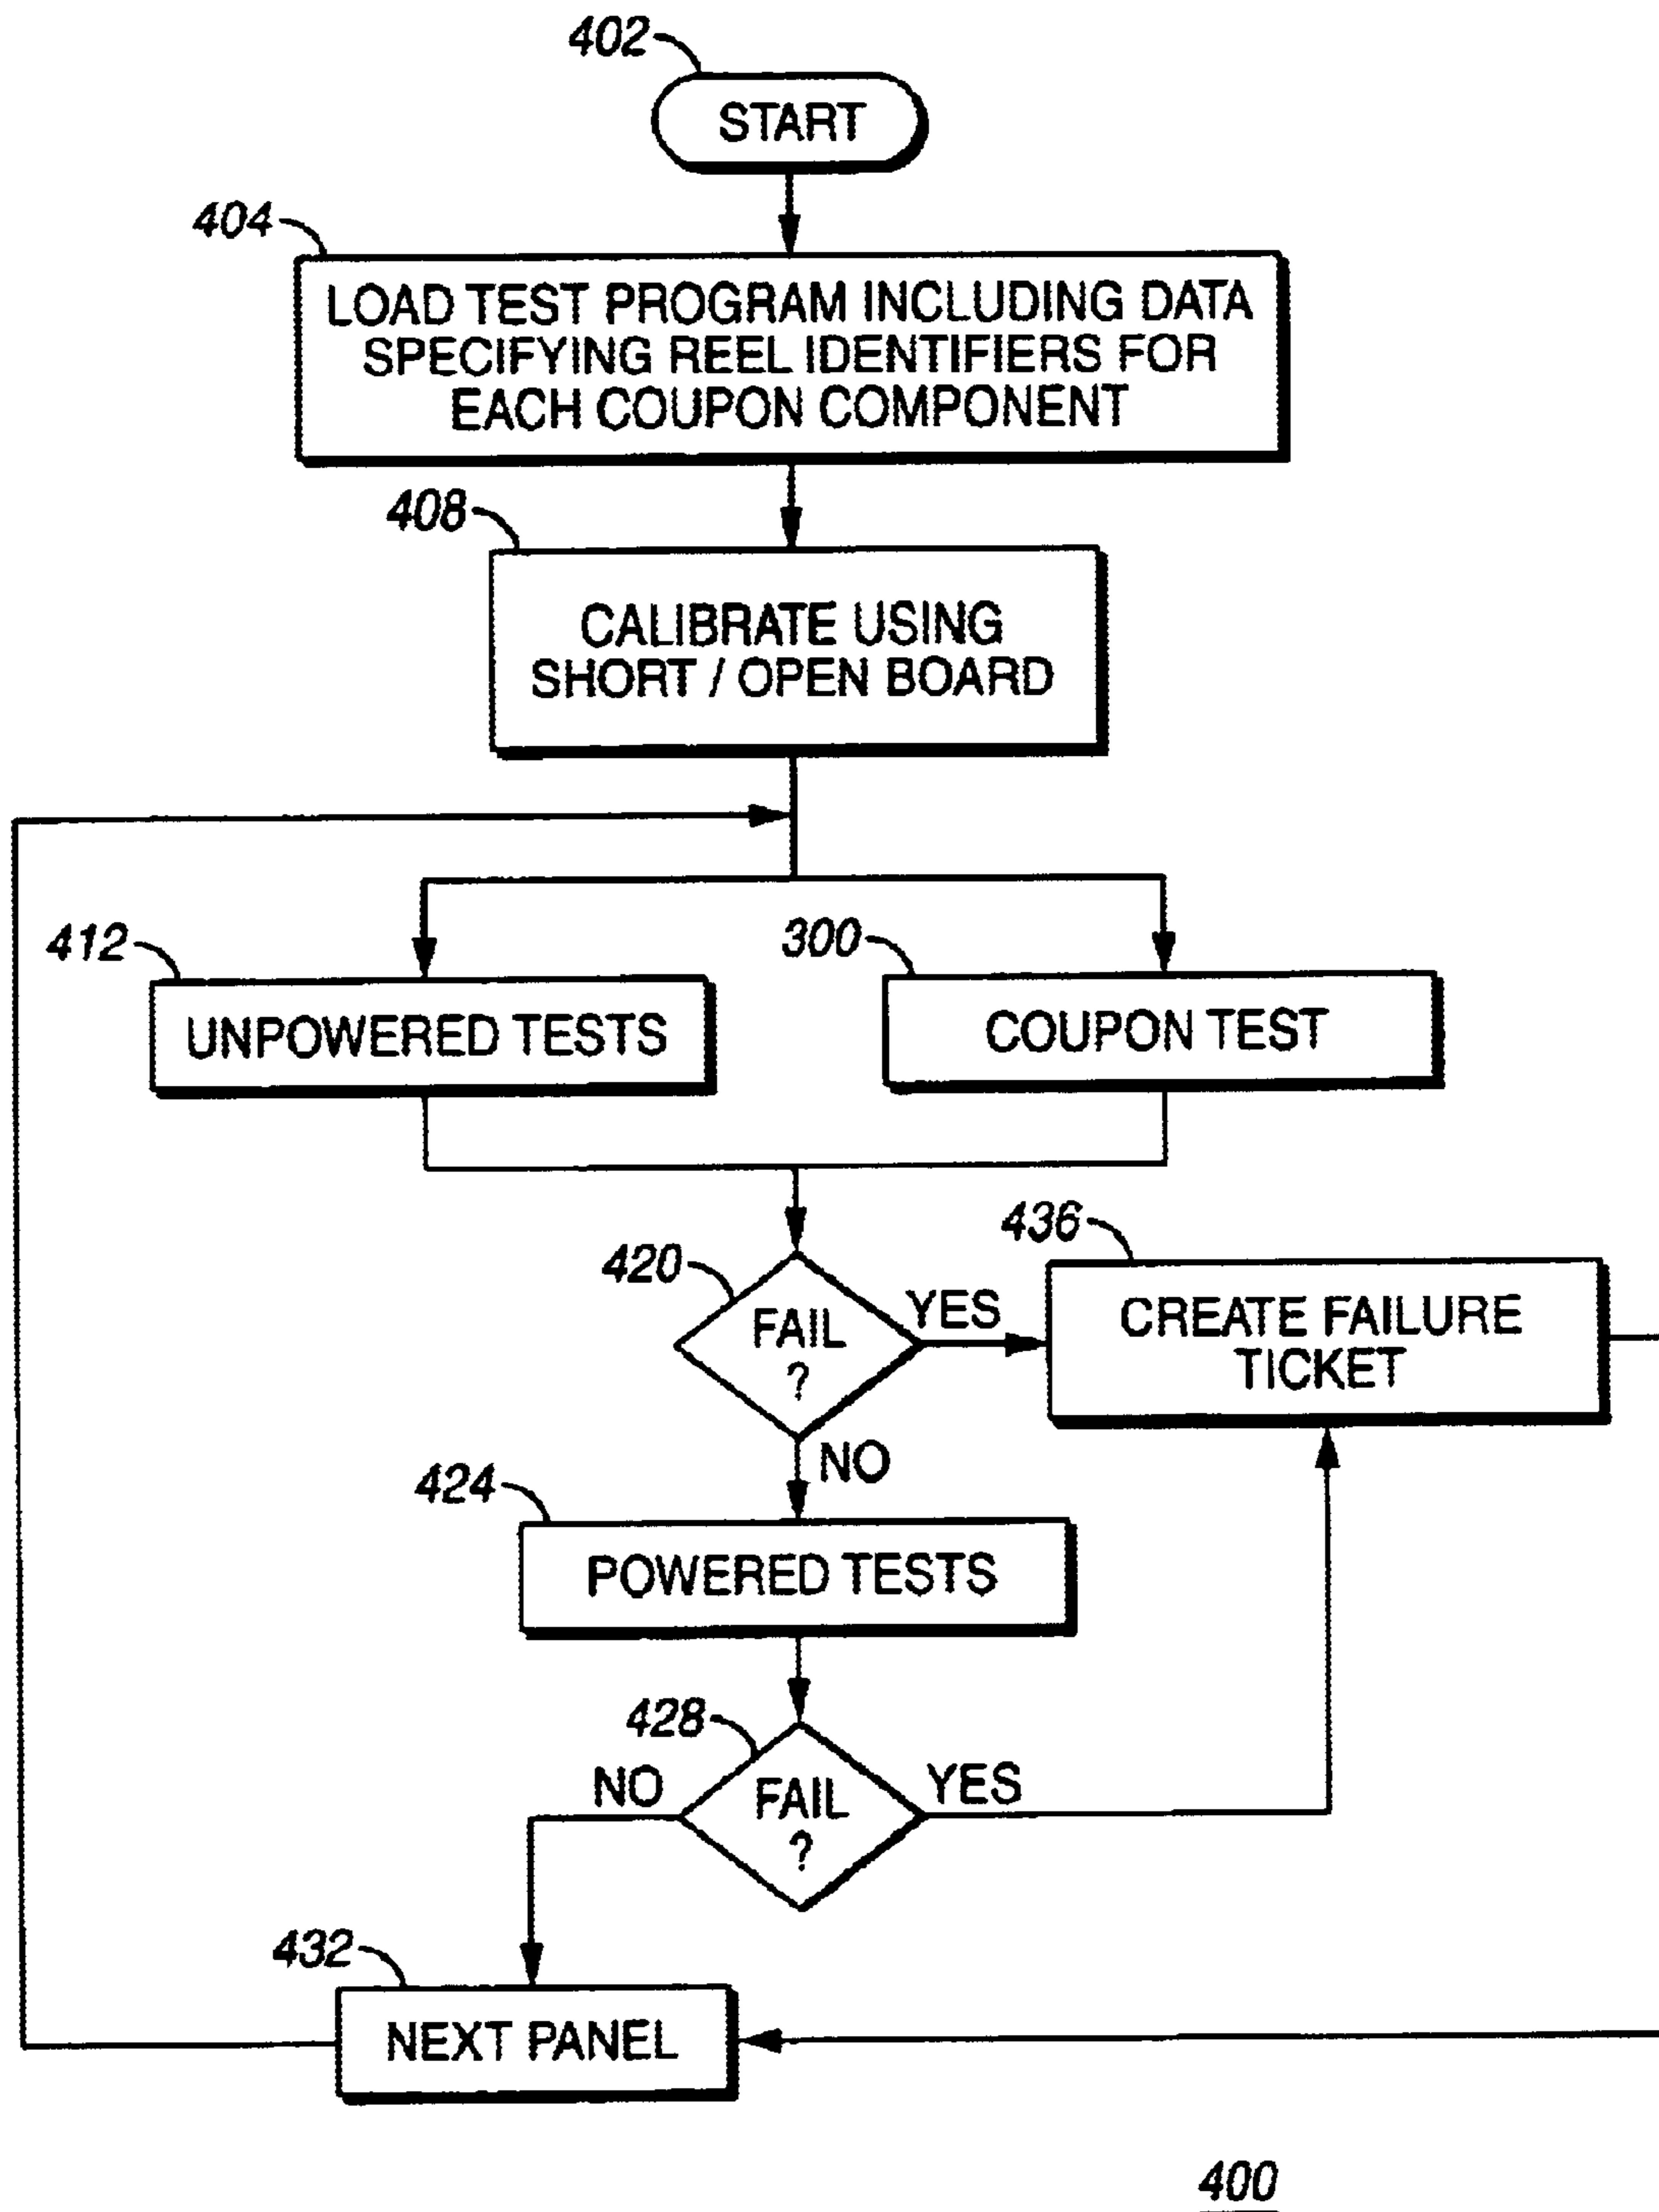 402
START
404
LOAD TEST PROGRAM INCLUDING DATA
SPECIFYING REEL IDENTIFIERS FOR
EACH COUPON COMPONENT
408
CALIBRATE USING
SHORT / OPEN BOARD
412
UNPOWERED TESTS
300
COUPON TEST
420
FAIL
?
YES
436
CREATE FAILURE
TICKET
NO
424
POWERED TESTS
428
NO
FAIL
?
YES
432
NEXT PANEL
400